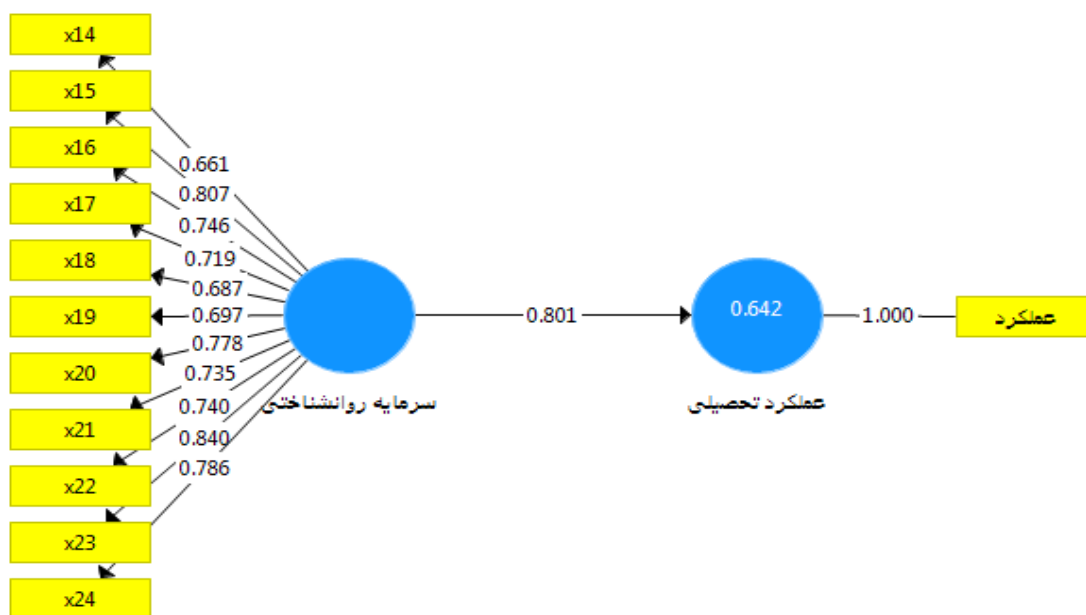 x14
x15
x16
x17
x18
x19
x20
x21
x22
x23
x24
0.661
0.807
0.746
0.719
0.687
0.697
0.778
0.735
0.740
0.840
0.786
سرمایه روانشناختی
0.801
0.642
عملکرد تحصیلی
1.000
عملکرد